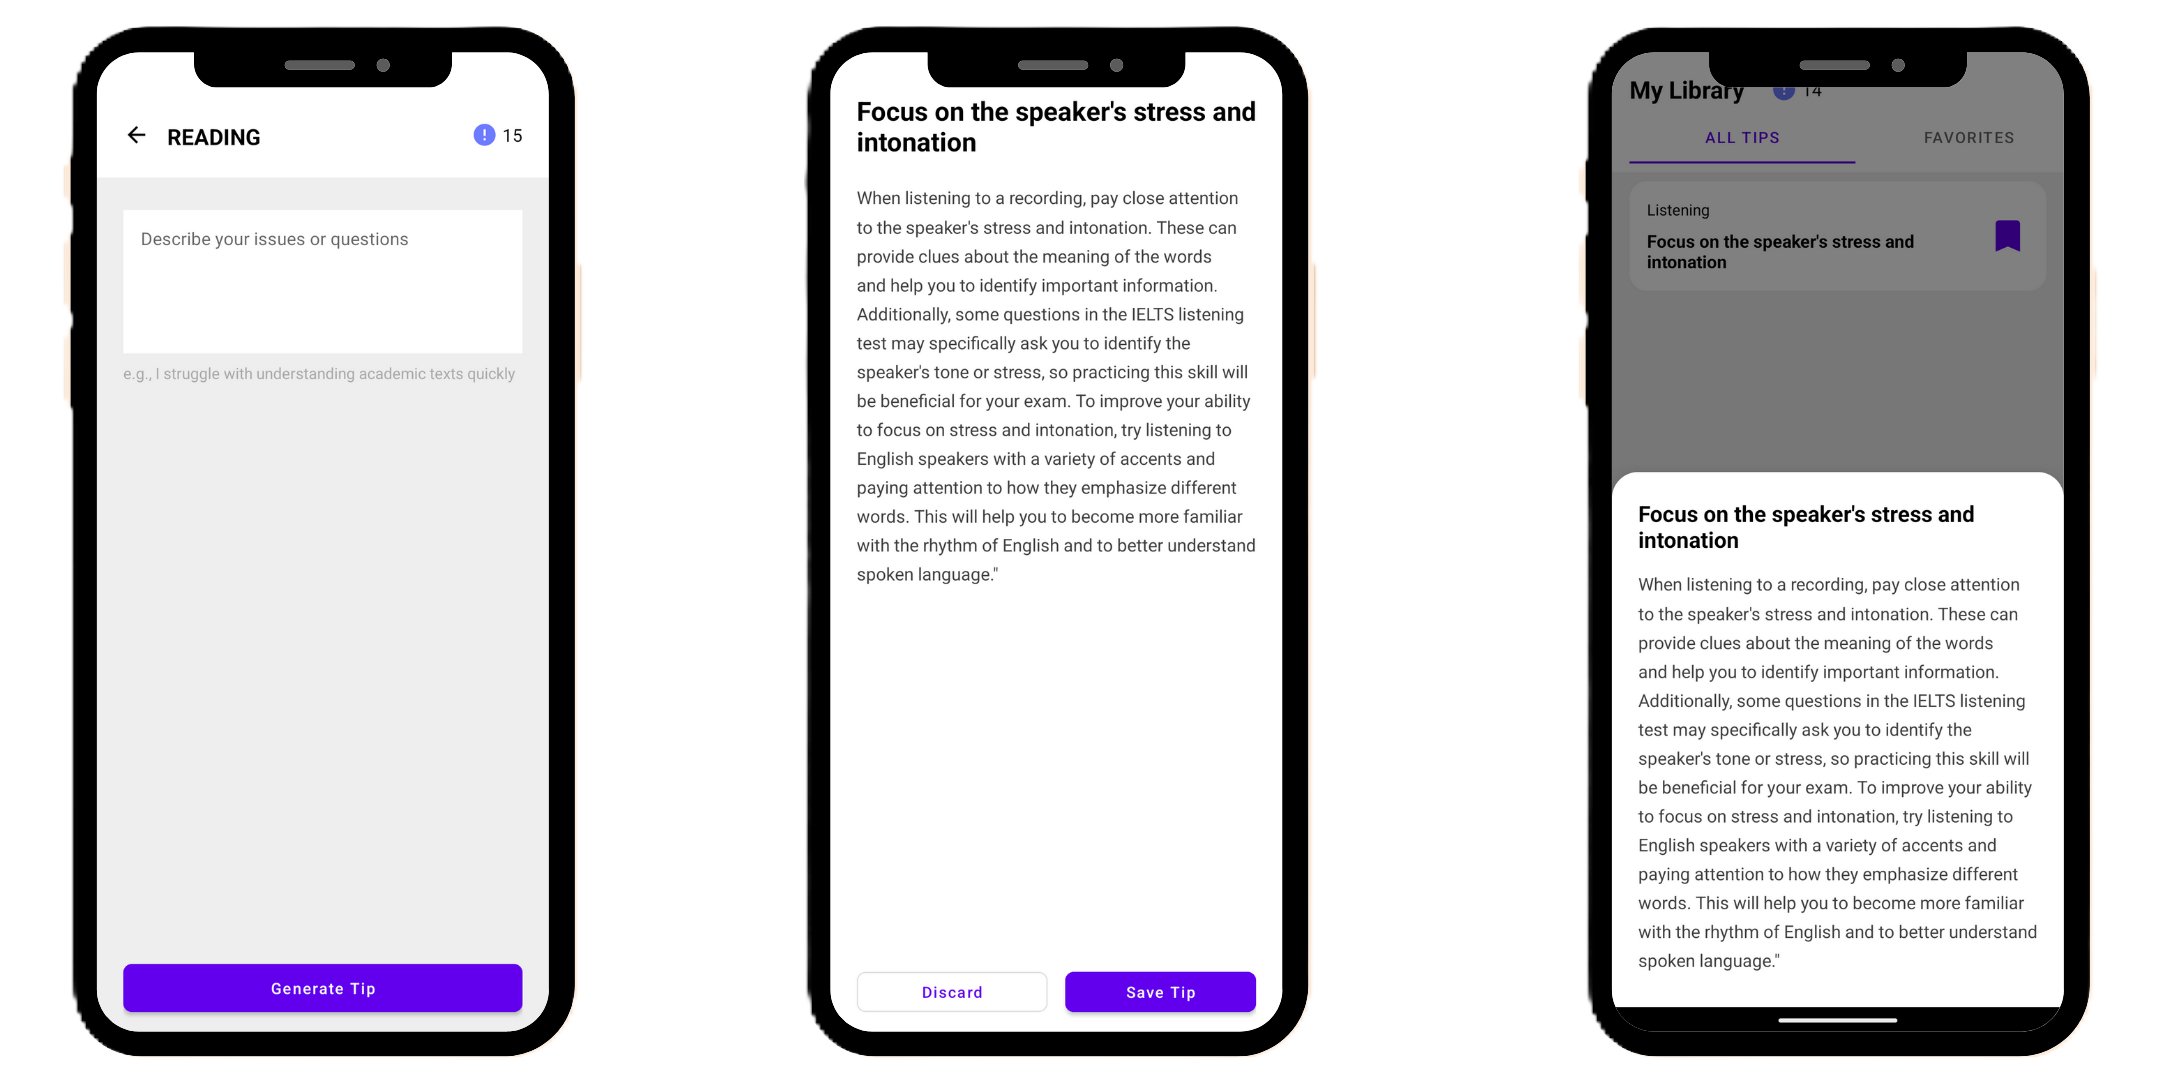 READING
! 15
Describe your issues or questions
e.g., I struggle with understanding academic texts quickly
Generate Tip
Focus on the speaker's stress and
intonation
When listening to a recording, pay close attention
to the speaker's stress and intonation. These can
provide clues about the meaning of the words
and help you to identify important information.
Additionally, some questions in the IELTS listening
test may specifically ask you to identify the
speaker's tone or stress, so practicing this skill will
be beneficial for your exam. To improve your ability
to focus on stress and intonation, try listening to
English speakers with a variety of accents and
paying attention to how they emphasize different
words. This will help you to become more familiar
with the rhythm of English and to better understand
spoken language."
Discard
Save Tip
My Library ! 14
ALL TIPS
FAVORITES
Listening
Focus on the speaker's stress and
intonation
Focus on the speaker's stress and
intonation
When listening to a recording, pay close attention
to the speaker's stress and intonation. These can
provide clues about the meaning of the words
and help you to identify important information.
Additionally, some questions in the IELTS listening
test may specifically ask you to identify the
speaker's tone or stress, so practicing this skill will
be beneficial for your exam. To improve your ability
to focus on stress and intonation, try listening to
English speakers with a variety of accents and
paying attention to how they emphasize different
words. This will help you to become more familiar
with the rhythm of English and to better understand
spoken language."